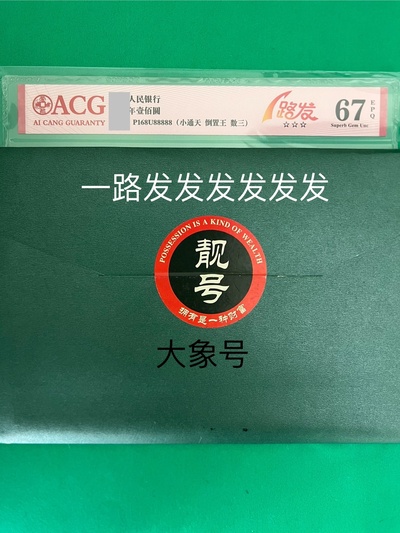 ACG
AI CANG GUARANTY
人民银行
年壹佰圆
P168U88888（小通天 倒置王 数三）
1路发
☆☆☆
67
EPQ
Superb Gem Unc
一路发发发发发发发
POSSESSION IS A KIND OF WEALTH
靓号
拥有是一种财富
大象号